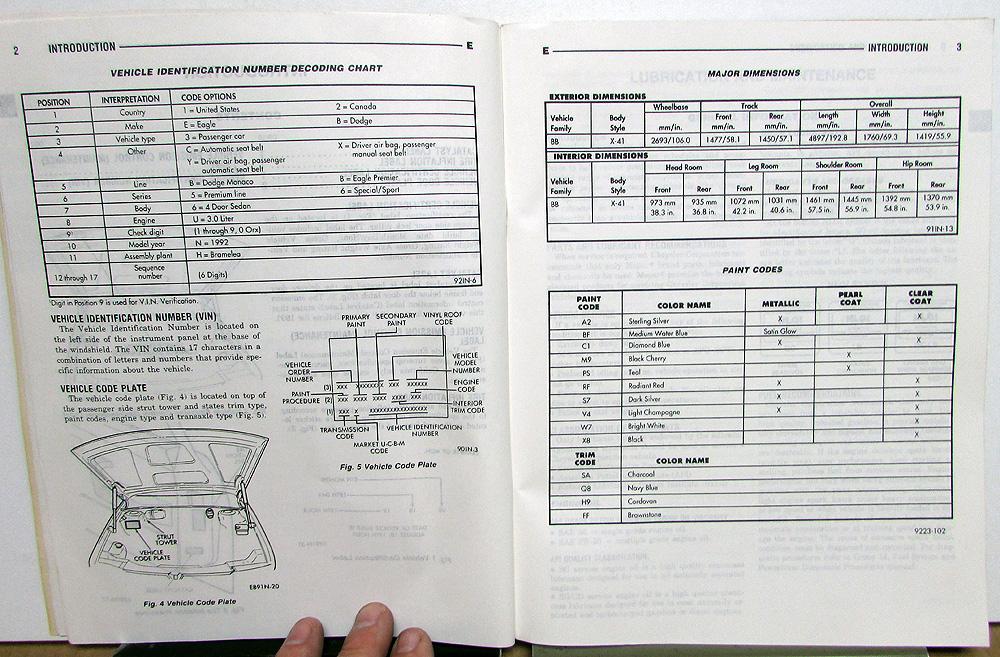 2 INTRODUCTION E
VEHICLE IDENTIFICATION NUMBER DECODING CHART
POSITION INTERPRETATION CODE OPTIONS
1 Country 1 = United States 2 = Canada
2 Make E = Eagle B = Dodge
3 Vehicle type 3 = Passenger car
4 Other C = Automatic seat belt X = Driver air bag, passenger
manual seat belt
Y = Driver air bag, passenger
automatic seat belt
5 Line B = Dodge Monaco B = Eagle Premier
6 Series 5 = Premium line 6 = Special/Sport
7 Body 6 = 4 Door Sedan
8 Engine U = 3.0 Liter
9 Check digit (1 through 9, 0 Orx)
10 Model year N = 1992
11 Assembly plant H = Bramelea
12 through 17 Sequence
number (6 Digits)
92IN-6
Digit in Position 9 is used for V.I.N. Verification.
VEHICLE IDENTIFICATION NUMBER (VIN)
The Vehicle Identification Number is located on
the left side of the instrument panel at the base of
the windshield. The VIN contains 17 characters in a
combination of letters and numbers that provide spe-
cific information about the vehicle.
VEHICLE CODE PLATE
The vehicle code plate (Fig. 4) is located on top of
the passenger side strut tower and states trim type,
paint codes, engine type and transaxle type (Fig. 5).
STRUT
TOWER
VEHICLE
CODE PLATE
E891N-20
Fig. 4 Vehicle Code Plate
PRIMARY
PAINT
SECONDARY
PAINT
VINYL ROOF
CODE
VEHICLE
ORDER
NUMBER
VEHICLE
MODEL
NUMBER
PAINT
PROCEDURE
ENGINE
CODE
INTERIOR
TRIM CODE
(3) XXX XXXXXXX XXX XXXXXX
(2) XXX XXX XXXX XXXX XXX
(1) XXX X XXXXXXXXXXXXXXXXX
TRANSMISSION
CODE
VEHICLE IDENTIFICATION
NUMBER
MARKET U-C-B-M
CODE
901N-3
Fig. 5 Vehicle Code Plate
E INTRODUCTION 3
MAJOR DIMENSIONS
EXTERIOR DIMENSIONS
Vehicle
Family
Body
Style
Wheelbase
mm/in.
Track
Front
mm/in.
Rear
mm/in.
Overall
Length
mm/in.
Width
mm/in.
Height
mm/in.
BB X-41 2693/106.0 1477/58.1 1450/57.1 4897/192.8 1760/69.3 1419/55.9
INTERIOR DIMENSIONS
Vehicle
Family
Body
Style
Head Room Leg Room Shoulder Room Hip Room
Front Rear Front Rear Front Rear Front Rear
BB X-41 973 mm 935 mm 1072 mm 1031 mm 1461 mm 1445 mm 1392 mm 1370 mm
38.3 in. 36.8 in. 42.2 in. 40.6 in. 57.5 in. 56.9 in. 54.8 in. 53.9 in.
91IN-13
PAINT CODES
PAINT
CODE
COLOR NAME METALLIC PEARL
COAT
CLEAR
COAT
A2 Sterling Silver X X
BF Medium Water Blue Satin Glow
C1 Diamond Blue X X
M9 Black Cherry X
PS Teal X
RF Radiant Red X X
S7 Dark Silver X X
V4 Light Champagne X X
W7 Bright White X
X8 Black X
TRIM
CODE
COLOR NAME
SA Charcoal
Q8 Navy Blue
H9 Cordovan
FF Brownstone
9223-102